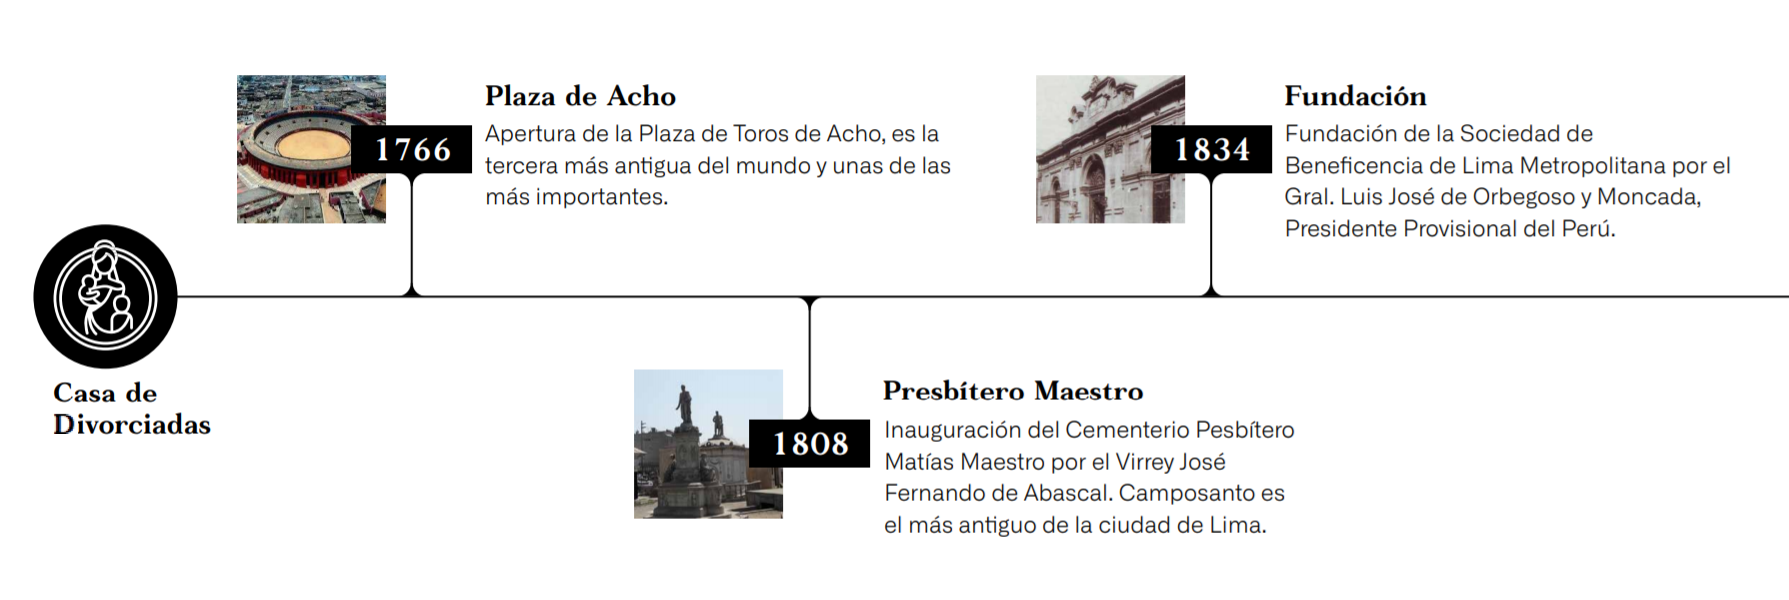 Casa de
Divorciadas
1766
Plaza de Acho
Apertura de la Plaza de Toros de Acho, es la
tercera más antigua del mundo y unas de las
más importantes.
1808
Presbítero Maestro
Inauguración del Cementerio Pesbítero
Matías Maestro por el Virrey José
Fernando de Abascal. Camposanto es
el más antiguo de la ciudad de Lima.
1834
Fundación
Fundación de la Sociedad de
Beneficencia de Lima Metropolitana por el
Gral. Luis José de Orbegoso y Moncada,
Presidente Provisional del Perú.